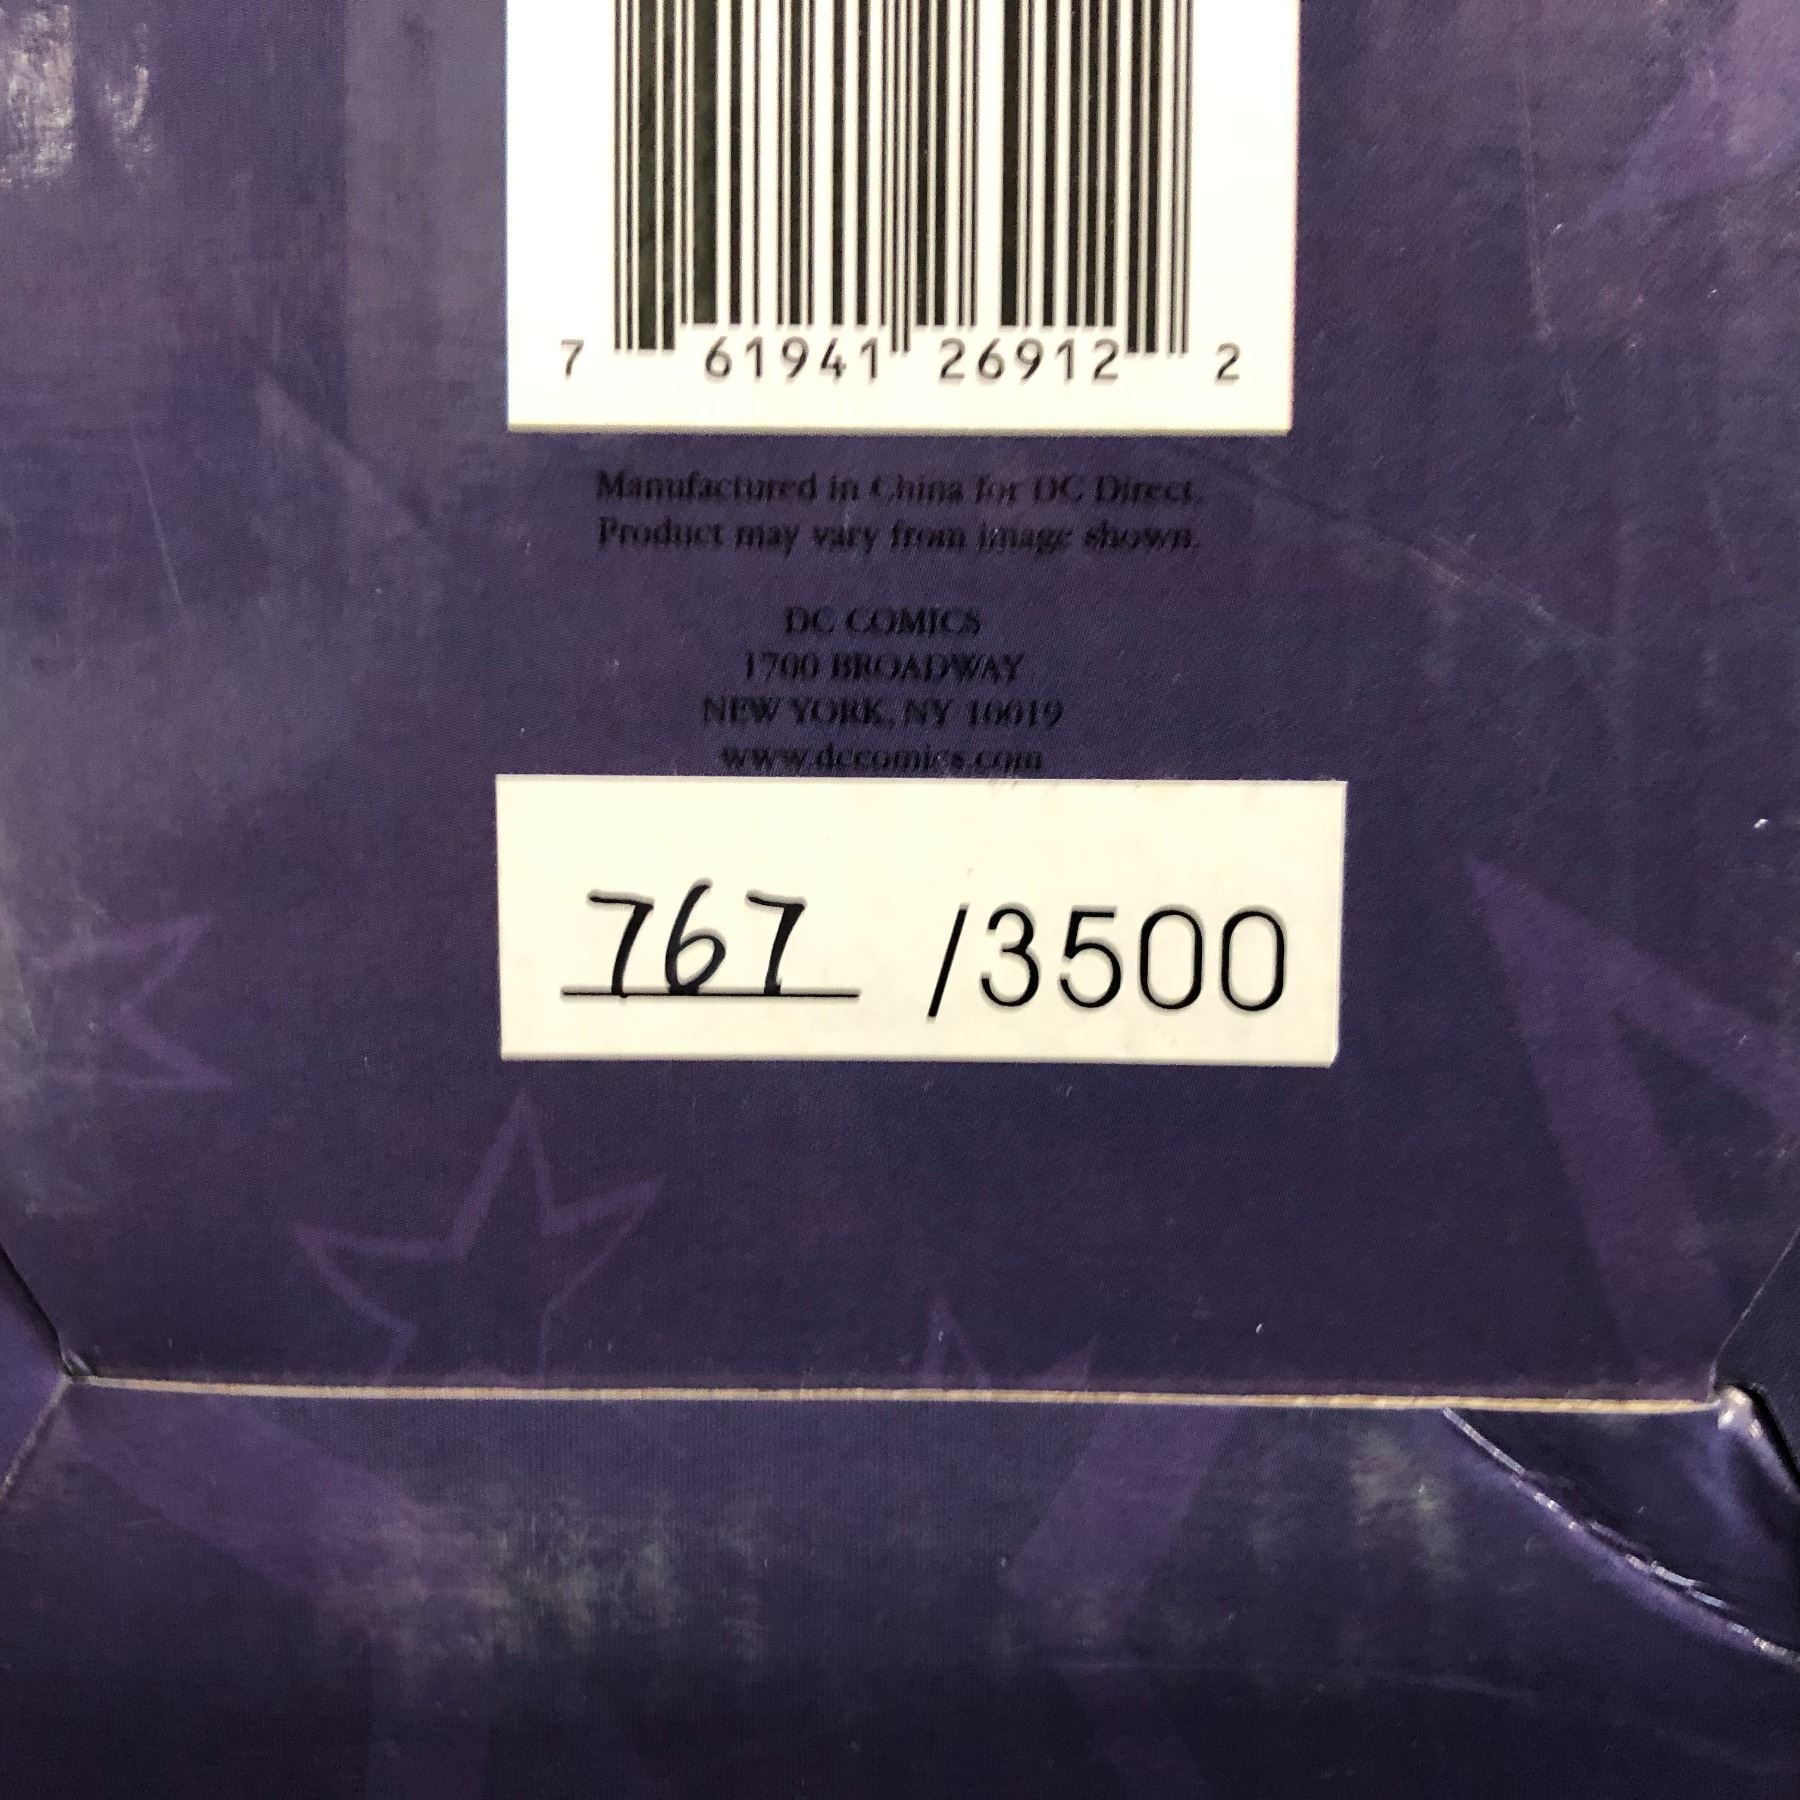 7 61941 26912 2
Manufactured in China for DC Direct.
Product may vary from image shown.
DC COMICS
1700 BROADWAY
NEW YORK, NY 10019
www.dccomics.com
767 /3500